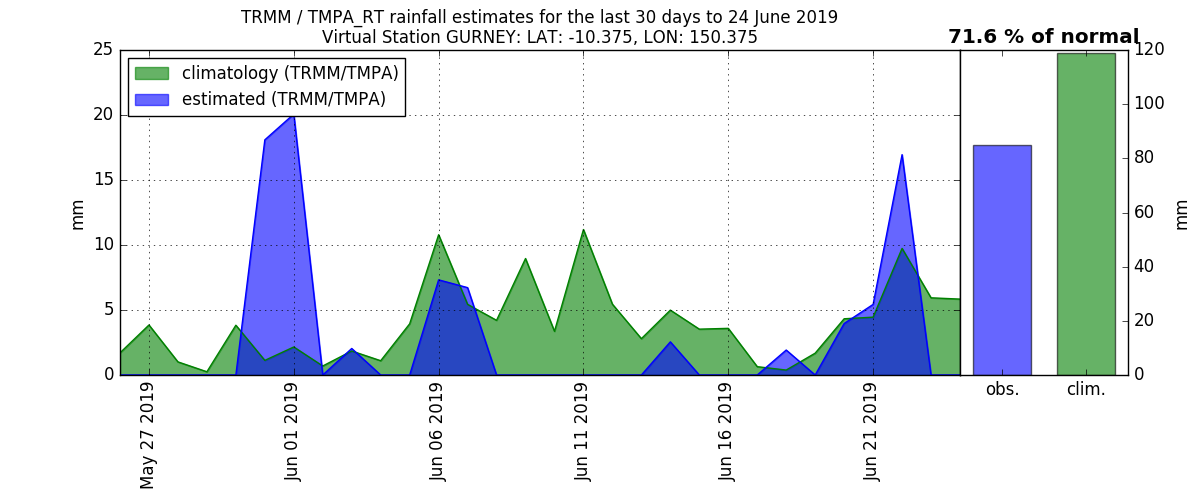 TRMM / TMPA_RT rainfall estimates for the last 30 days to 24 June 2019
Virtual Station GURNEY: LAT: -10.375, LON: 150.375
71.6 % of normal
climatology (TRMM/TMPA)
estimated (TRMM/TMPA)
25
20
15
10
5
0
mm
May 27 2019
Jun 01 2019
Jun 06 2019
Jun 11 2019
Jun 16 2019
Jun 21 2019
120
100
80
60
40
20
0
mm
obs.
clim.